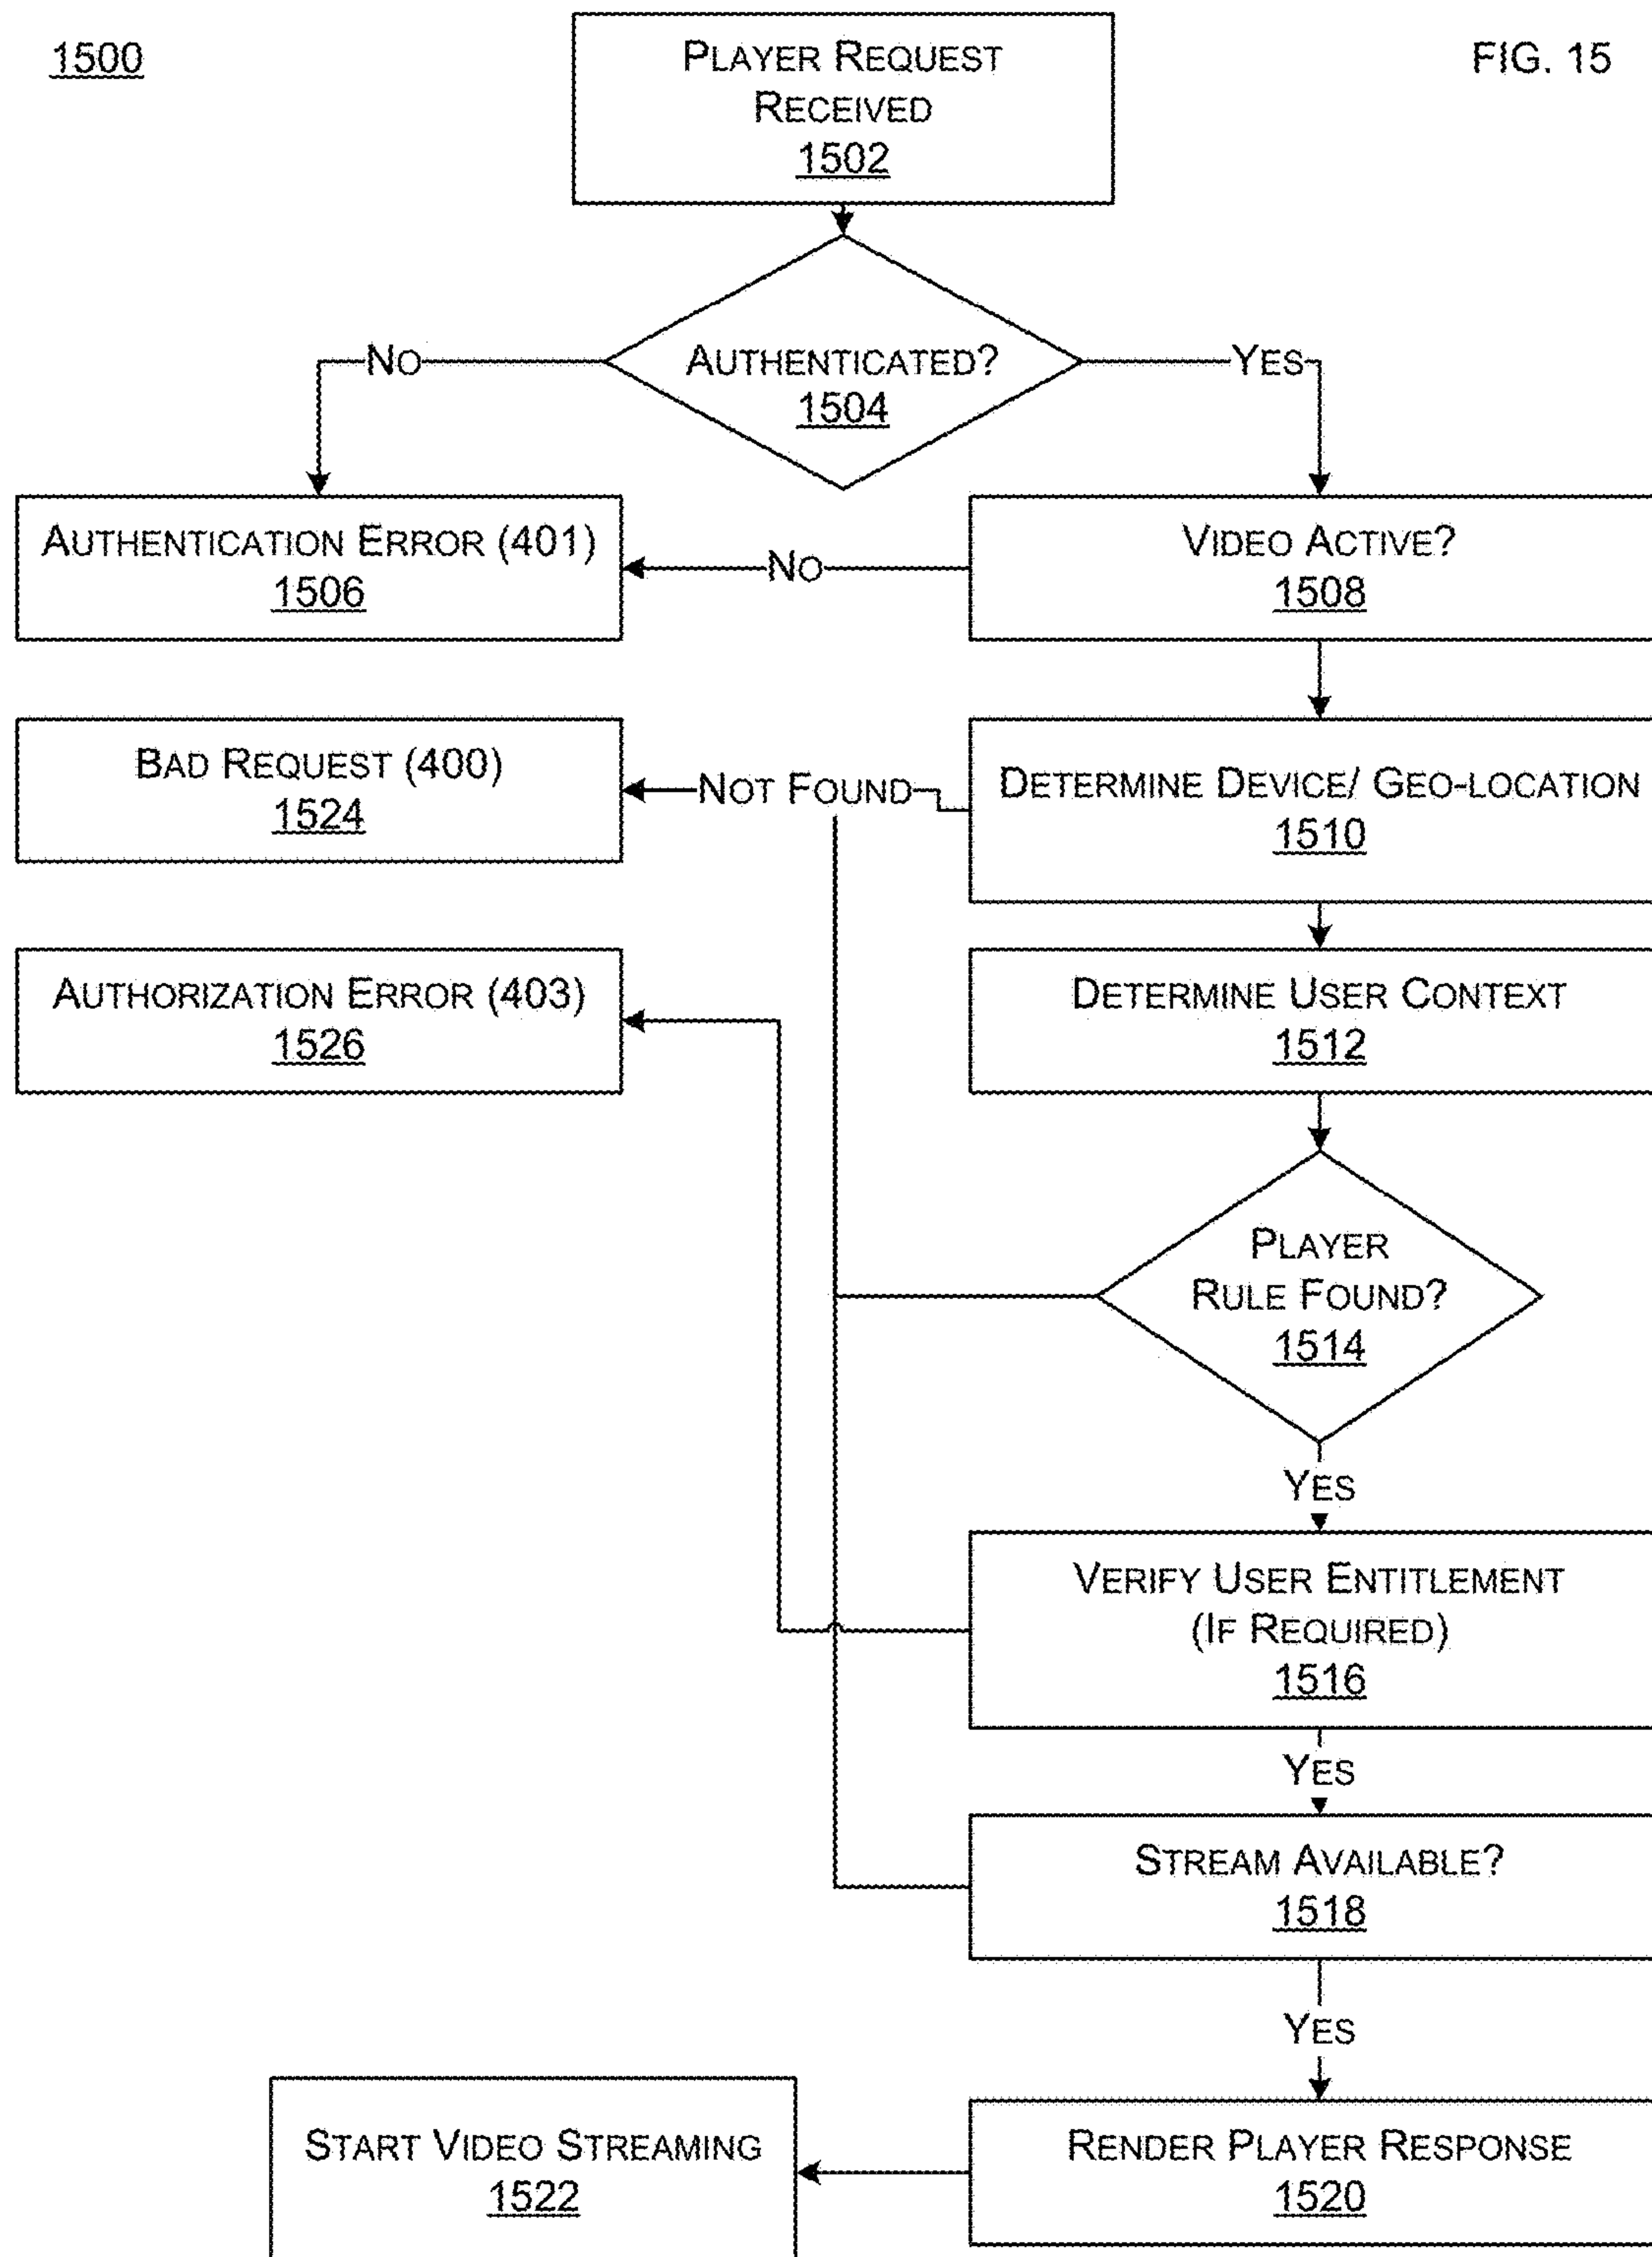 1500
FIG. 15
PLAYER REQUEST
RECEIVED
1502
AUTHENTICATED?
1504
NO
YES
AUTHENTICATION ERROR (401)
1506
NO
VIDEO ACTIVE?
1508
BAD REQUEST (400)
1524
NOT FOUND
DETERMINE DEVICE/ GEO-LOCATION
1510
AUTHORIZATION ERROR (403)
1526
DETERMINE USER CONTEXT
1512
PLAYER
RULE FOUND?
1514
YES
VERIFY USER ENTITLEMENT
(IF REQUIRED)
1516
YES
STREAM AVAILABLE?
1518
YES
START VIDEO STREAMING
1522
RENDER PLAYER RESPONSE
1520